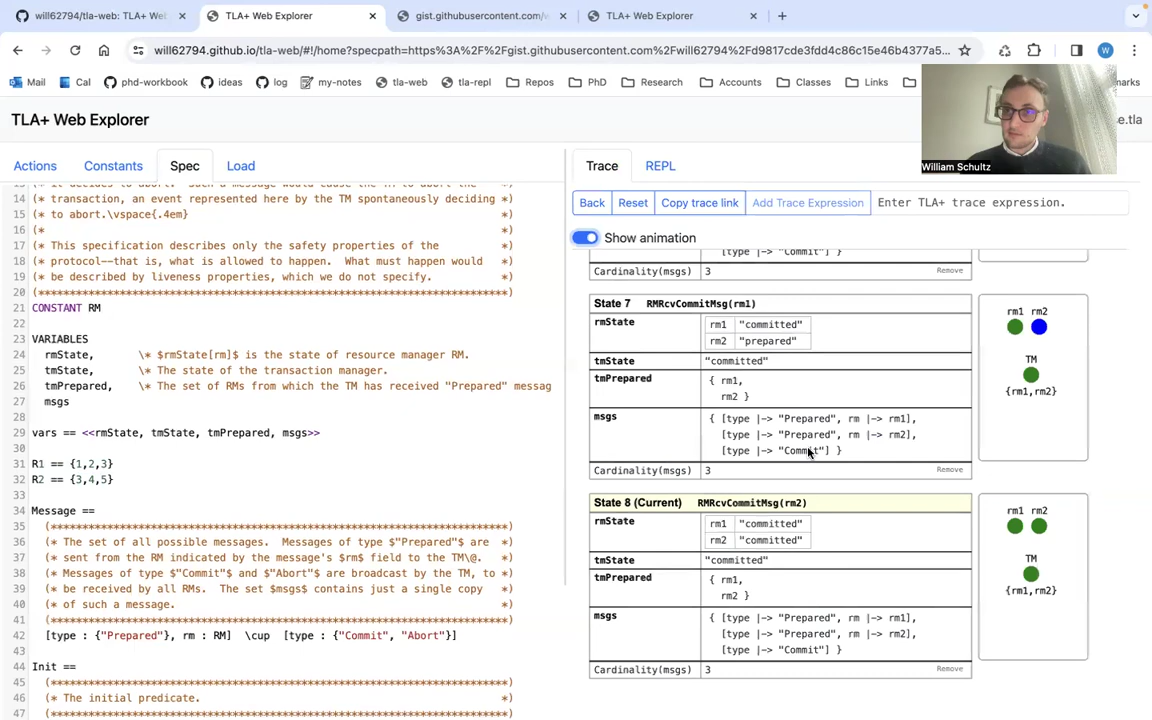 will62794/tla-web: TLA+ We
TLA+ Web Explorer
gist.githubusercontent.com/w
TLA+ Web Explorer
will62794.github.io/tla-web/#!/home?specpath=https%3A%2F%2Fgist.githubusercontent.com%2Fwill62794%2Fd9817cde3fdd4c86c15e46b4377a5...
W
Mail
Cal
phd-workbook
ideas
log
my-notes
tla-web
tla-repl
Repos
PhD
Research
Accounts
Classes
Links
marks
TLA+ Web Explorer
se.tla
William Schultz
Actions
Constants
Spec
Load
14 (* transaction, an event represented here by the TM spontaneously deciding *)
15 (* to abort.\vspace{.4em} *)
16 (* *)
17 (* This specification describes only the safety properties of the *)
18 (* protocol--that is, what is allowed to happen. What must happen would *)
19 (* be described by liveness properties, which we do not specify. *)
20 (***************************************************************************)
21 CONSTANT RM
22
23 VARIABLES
24 rmState, \* $rmState[rm]$ is the state of resource manager RM.
25 tmState, \* The state of the transaction manager.
26 tmPrepared, \* The set of RMs from which the TM has received "Prepared" messag
27 msgs
28
29 vars == <<rmState, tmState, tmPrepared, msgs>>
30
31 R1 == {1,2,3}
32 R2 == {3,4,5}
33
34 Message ==
35 (*************************************************************************)
36 (* The set of all possible messages. Messages of type $"Prepared"$ are *)
37 (* sent from the RM indicated by the message's $rm$ field to the TM\@. *)
38 (* Messages of type $"Commit"$ and $"Abort"$ are broadcast by the TM, to *)
39 (* be received by all RMs. The set $msgs$ contains just a single copy *)
40 (* of such a message. *)
41 (*************************************************************************)
42 [type : {"Prepared"}, rm : RM] \cup [type : {"Commit", "Abort"}]
43
44 Init ==
45 (*************************************************************************)
46 (* The initial predicate. *)
47 (*************************************************************************)
Trace
REPL
Back
Reset
Copy trace link
Add Trace Expression
Enter TLA+ trace expression.
Show animation
[type |-> "Commit"] }
Cardinality(msgs) 3 Remove
State 7 RMRcvCommitMsg(rm1)
rmState rm1 "committed"
rm2 "prepared"
tmState "committed"
tmPrepared { rm1,
rm2 }
msgs { [type |-> "Prepared", rm |-> rm1],
[type |-> "Prepared", rm |-> rm2],
[type |-> "Commit"] }
Cardinality(msgs) 3 Remove
rm1 rm2
TM
{rm1,rm2}
State 8 (Current) RMRcvCommitMsg(rm2)
rmState rm1 "committed"
rm2 "committed"
tmState "committed"
tmPrepared { rm1,
rm2 }
msgs { [type |-> "Prepared", rm |-> rm1],
[type |-> "Prepared", rm |-> rm2],
[type |-> "Commit"] }
Cardinality(msgs) 3 Remove
rm1 rm2
TM
{rm1,rm2}